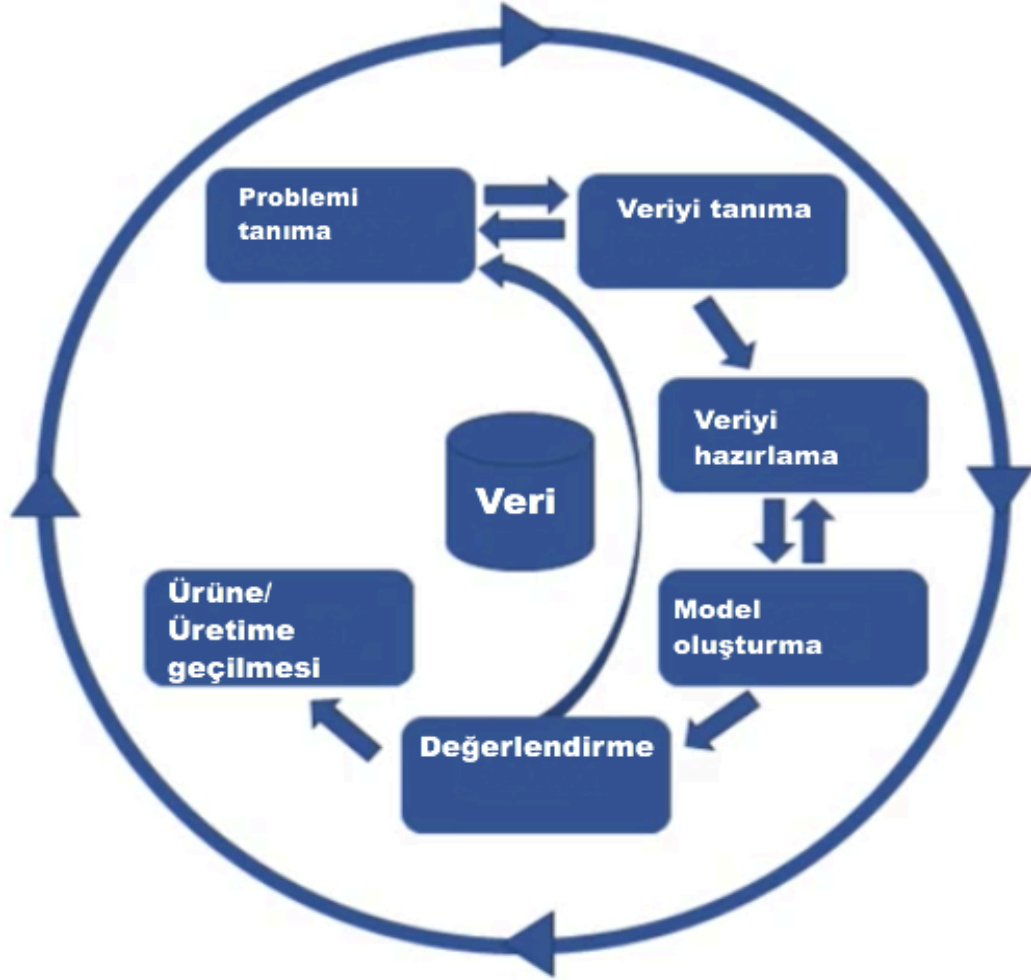 Problemi
tanıma
Veriyi tanıma
Veriyi
hazırlama
Veri
Model
oluşturma
Değerlendirme
Ürüne/
Üretime
geçilmesi